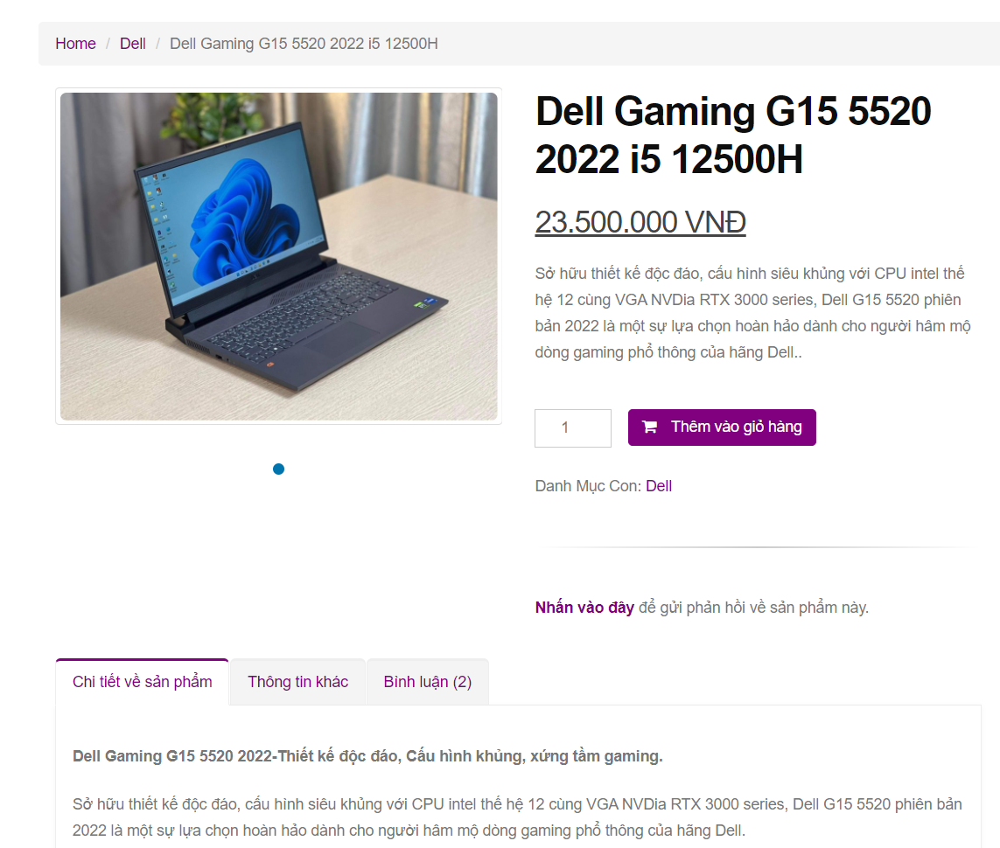 Home / Dell / Dell Gaming G15 5520 2022 i5 12500H
Dell Gaming G15 5520
2022 i5 12500H
23.500.000 VNĐ
Sở hữu thiết kế độc đáo, cấu hình siêu khủng với CPU intel thế
hệ 12 cùng VGA NVDia RTX 3000 series, Dell G15 5520 phiên
bản 2022 là một sự lựa chọn hoàn hảo dành cho người hâm mộ
dòng gaming phổ thông của hãng Dell..
1
Thêm vào giỏ hàng
Danh Mục Con: Dell
Nhấn vào đây để gửi phản hồi về sản phẩm này.
Chi tiết về sản phẩm
Thông tin khác
Bình luận (2)
Dell Gaming G15 5520 2022-Thiết kế độc đáo, Cấu hình khủng, xứng tầm gaming.
Sở hữu thiết kế độc đáo, cấu hình siêu khủng với CPU intel thế hệ 12 cùng VGA NVDia RTX 3000 series, Dell G15 5520 phiên bản
2022 là một sự lựa chọn hoàn hảo dành cho người hâm mộ dòng gaming phổ thông của hãng Dell.